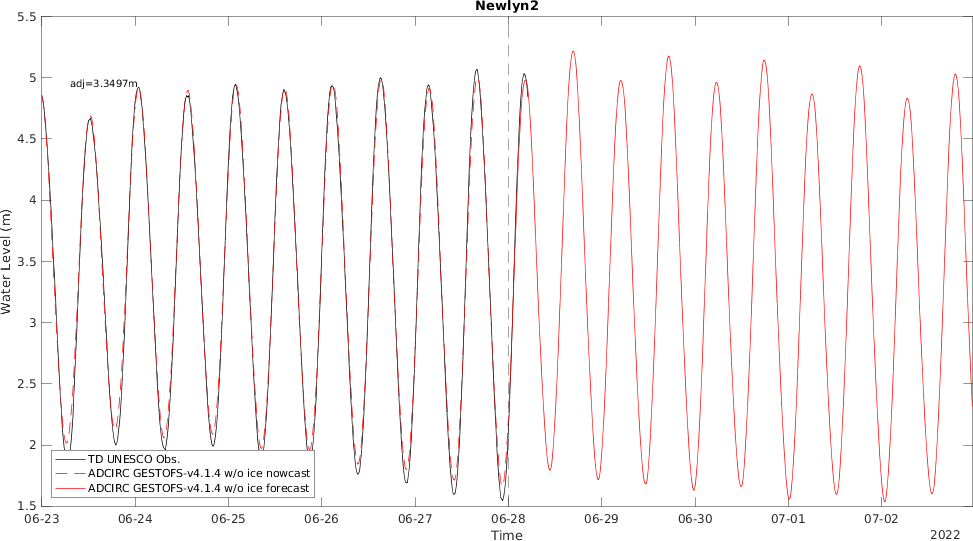 Newlyn2
5.5
5
4.5
4
3.5
3
2.5
2
1.5
Water Level (m)
adj=3.3497m
TD UNESCO Obs.
ADCIRC GESTOFS-v4.1.4 w/o ice nowcast
ADCIRC GESTOFS-v4.1.4 w/o ice forecast
06-23 06-24 06-25 06-26 06-27 06-28 06-29 06-30 07-01 07-02
Time
2022